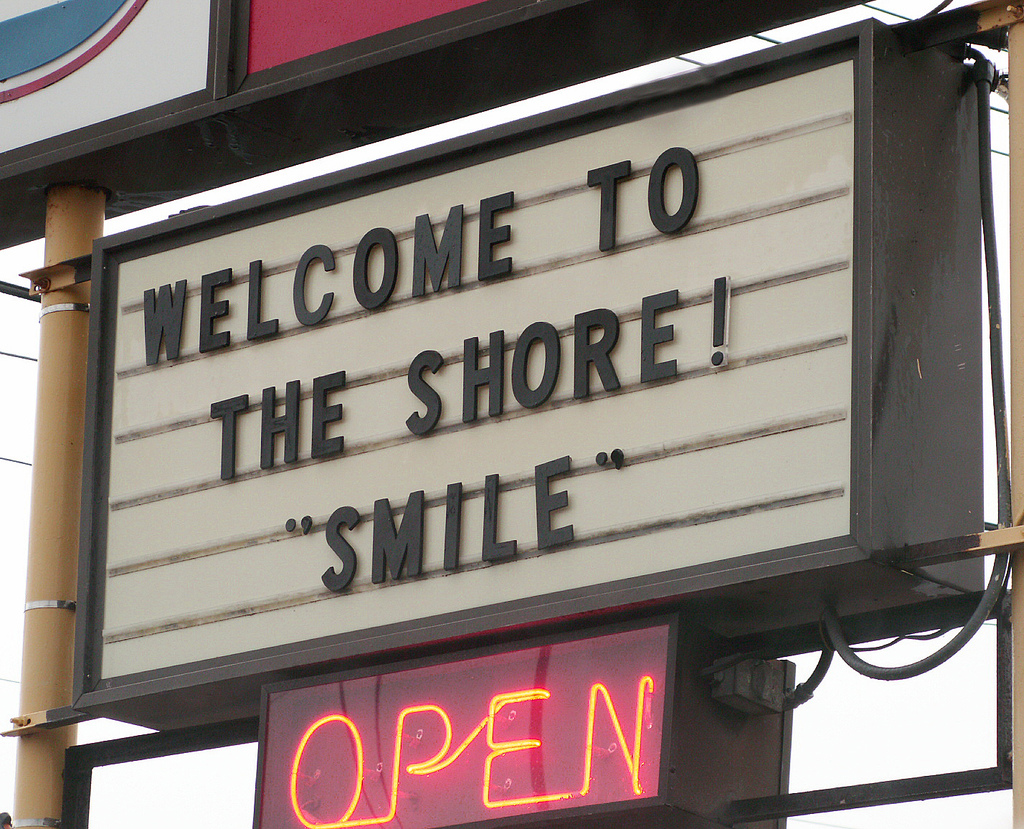 WELCOME TO
THE SHORE!
"SMILE"
OPEN